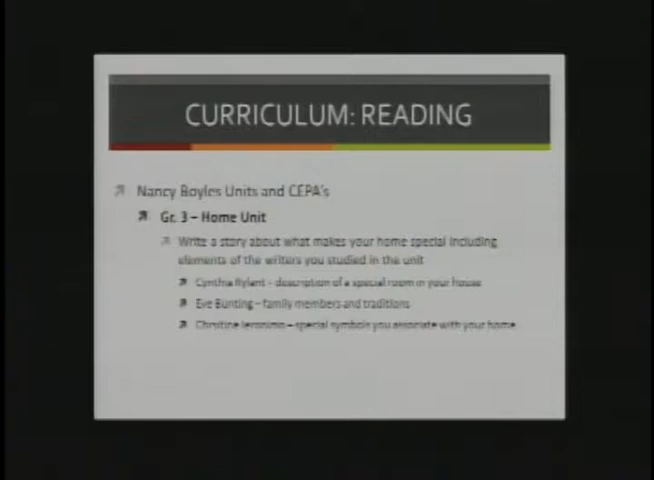 CURRICULUM: READING
Nancy Boyles Units and CEPA's
Gr. 3 – Home Unit
Write a story about what makes your home special including
elements of the writers you studied in the unit
Cynthia Rylant – description of a special room in your house
Eve Bunting – family members and traditions
Christine Ieronimo – special symbols you associate with your home